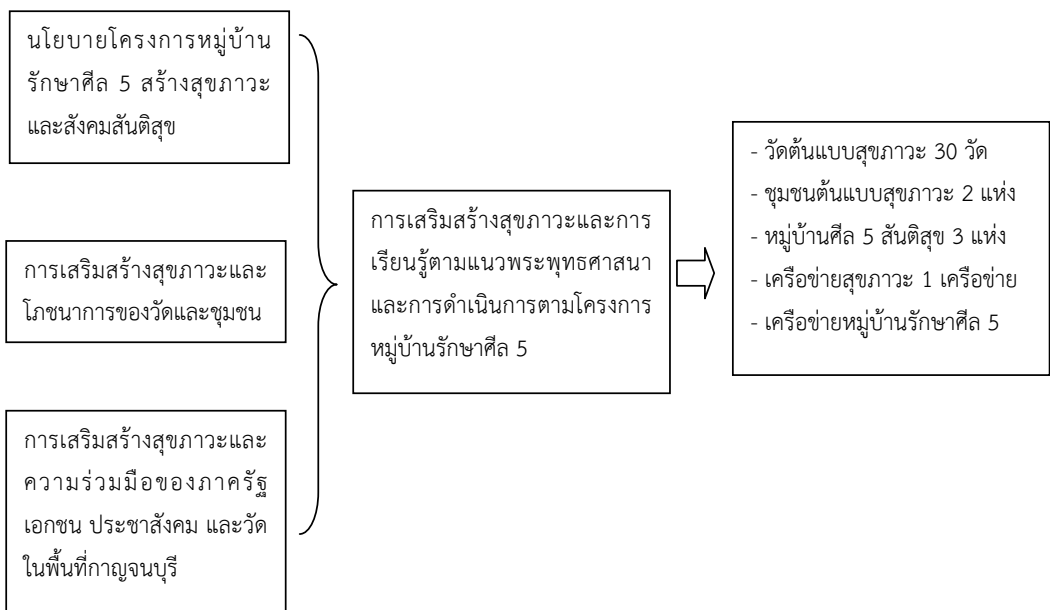 นโยบายโครงการหมู่บ้าน
รักษาศีล 5 สร้างสุขภาวะ
และสังคมสันติสุข
การเสริมสร้างสุขภาวะและ
โภชนาการของวัดและชุมชน
การเสริมสร้างสุขภาวะและ
ความร่วมมือของภาครัฐ
เอกชน ประชาสังคม และวัด
ในพื้นที่กาญจนบุรี
การเสริมสร้างสุขภาวะและการ
เรียนรู้ตามแนวพระพุทธศาสนา
และการดำเนินการตามโครงการ
หมู่บ้านรักษาศีล 5
- วัดต้นแบบสุขภาวะ 30 วัด
- ชุมชนต้นแบบสุขภาวะ 2 แห่ง
- หมู่บ้านศีล 5 สันติสุข 3 แห่ง
- เครือข่ายสุขภาวะ 1 เครือข่าย
- เครือข่ายหมู่บ้านรักษาศีล 5